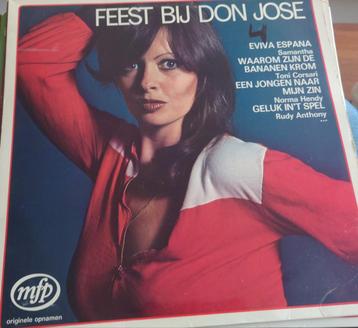 FEEST BIJ DON JOSE
4
EVIVA ESPANA
Samantha
WAAROM ZIJN DE
BANANEN KROM
Toni Corsari
EEN JONGEN NAAR
MIJN ZIN
Norma Hendy
GELUK IN'T SPEL
Rudy Anthony
...
mfp
originele opnamen